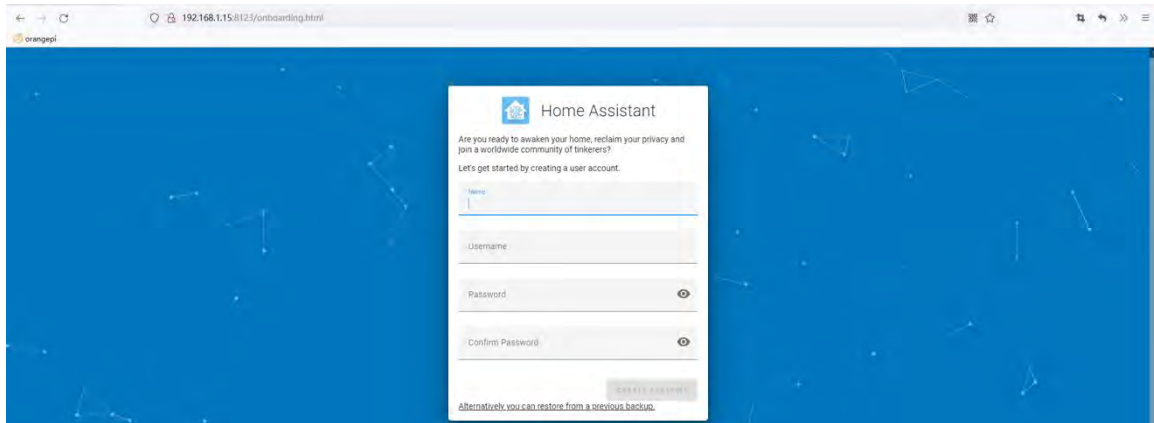 192.168.1.15:8123/onboarding.html
orangepi
Home Assistant
Are you ready to awaken your home, reclaim your privacy and
join a worldwide community of tinkerers?
Let's get started by creating a user account.
Name
Username
Password
Confirm Password
CREATE ACCOUNT
Alternatively you can restore from a previous backup.